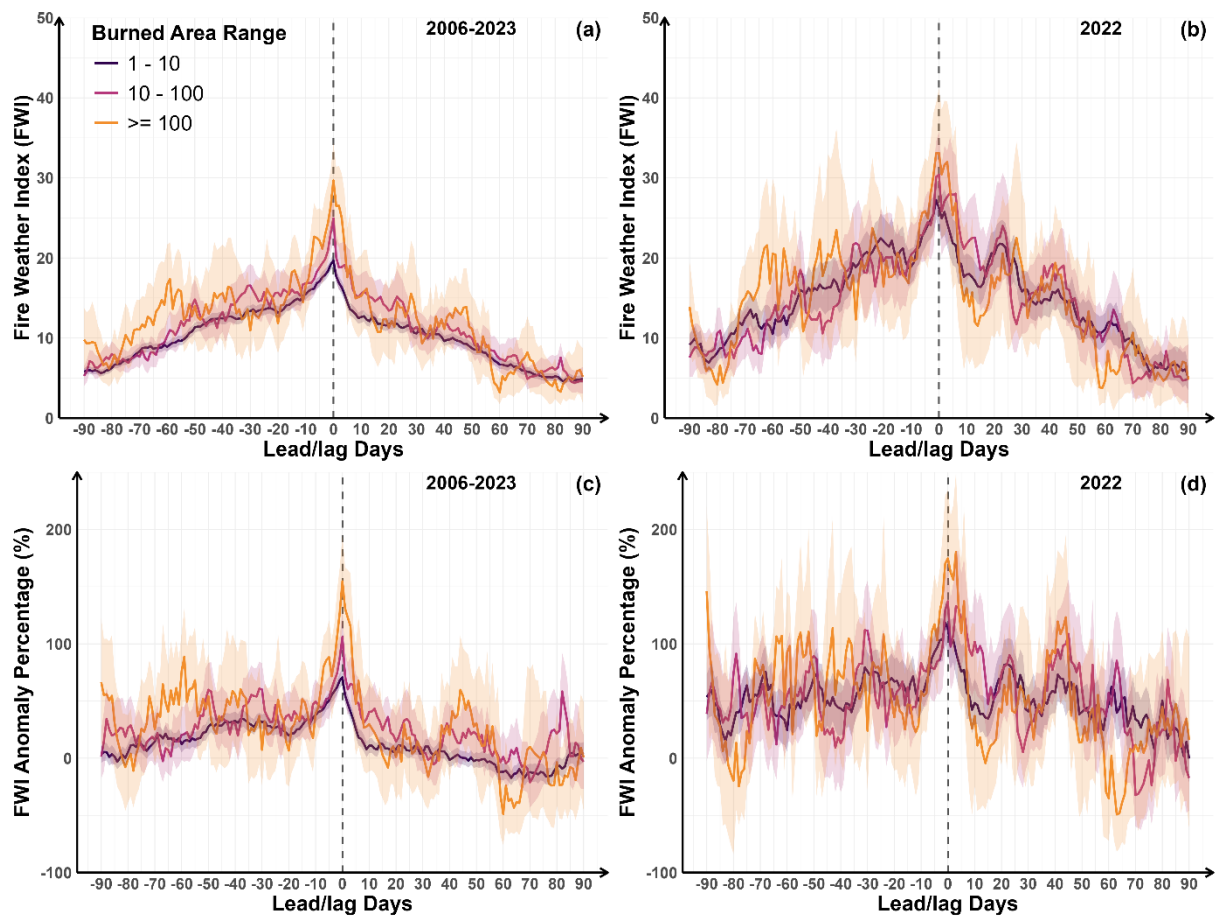 2006-2023 (a)
Burned Area Range
1 - 10
10 - 100
>= 100
Fire Weather Index (FWI)
50
40
30
20
10
0
-90 -80 -70 -60 -50 -40 -30 -20 -10 0 10 20 30 40 50 60 70 80 90
Lead/lag Days
2022 (b)
Fire Weather Index (FWI)
50
40
30
20
10
0
-90 -80 -70 -60 -50 -40 -30 -20 -10 0 10 20 30 40 50 60 70 80 90
Lead/lag Days
2006-2023 (c)
FWI Anomaly Percentage (%)
200
100
0
-100
-90 -80 -70 -60 -50 -40 -30 -20 -10 0 10 20 30 40 50 60 70 80 90
Lead/lag Days
2022 (d)
FWI Anomaly Percentage (%)
200
100
0
-100
-90 -80 -70 -60 -50 -40 -30 -20 -10 0 10 20 30 40 50 60 70 80 90
Lead/lag Days